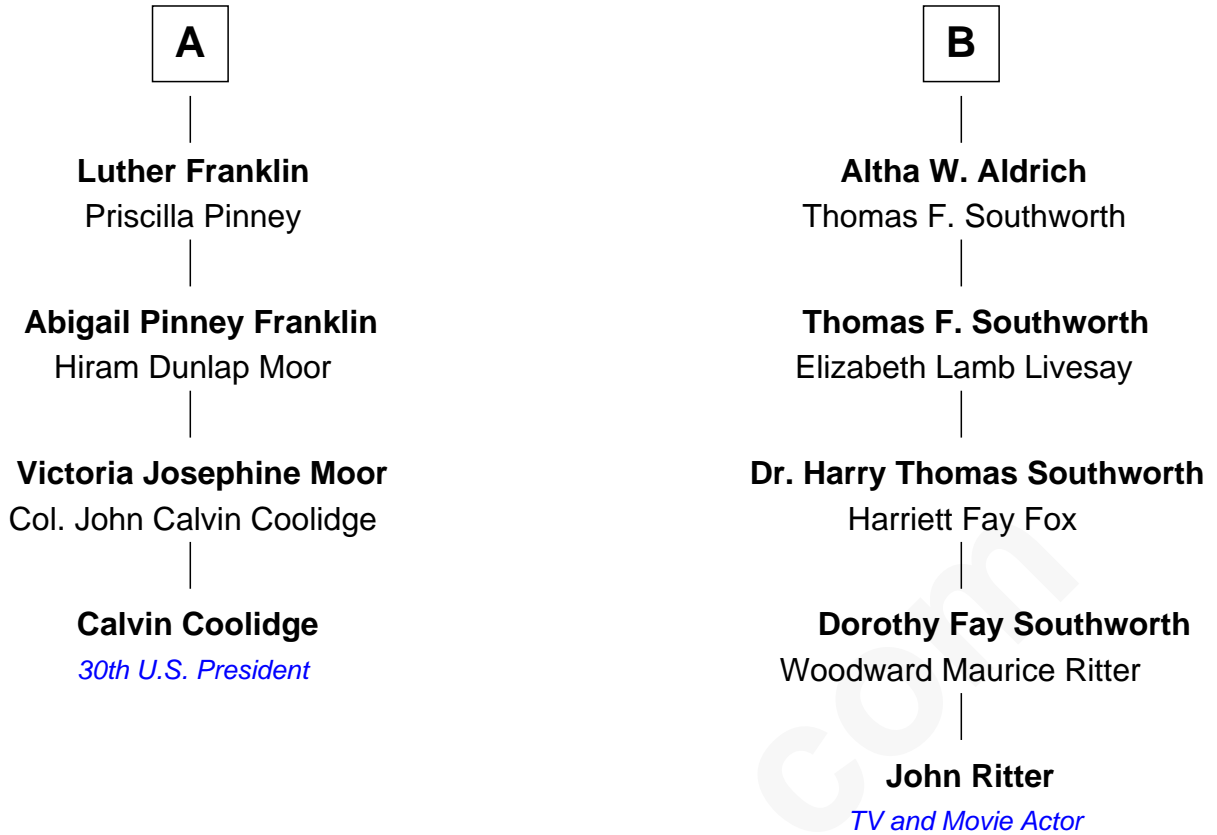 A
Luther Franklin
Priscilla Pinney
Abigail Pinney Franklin
Hiram Dunlap Moor
Victoria Josephine Moor
Col. John Calvin Coolidge
Calvin Coolidge
30th U.S. President
B
Altha W. Aldrich
Thomas F. Southworth
Thomas F. Southworth
Elizabeth Lamb Livesay
Dr. Harry Thomas Southworth
Harriett Fay Fox
Dorothy Fay Southworth
Woodward Maurice Ritter
John Ritter
TV and Movie Actor
com